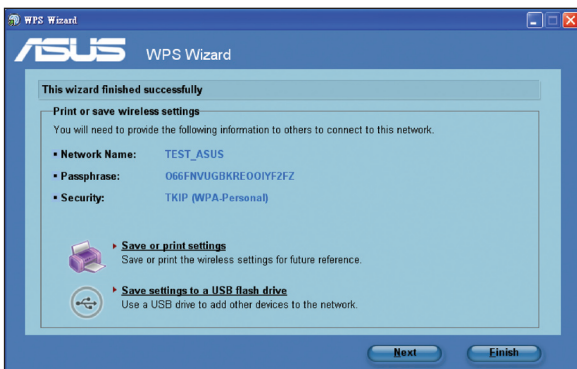 WPS Wizard
ASUS WPS Wizard
This wizard finished successfully
Print or save wireless settings
You will need to provide the following information to others to connect to this network.
▪ Network Name: TEST_ASUS
▪ Passphrase: O66FNVUGBKREOOIYF2FZ
▪ Security: TKIP (WPA-Personal)
Save or print settings
Save or print the wireless settings for future reference.
Save settings to a USB flash drive
Use a USB drive to add other devices to the network.
Next Finish